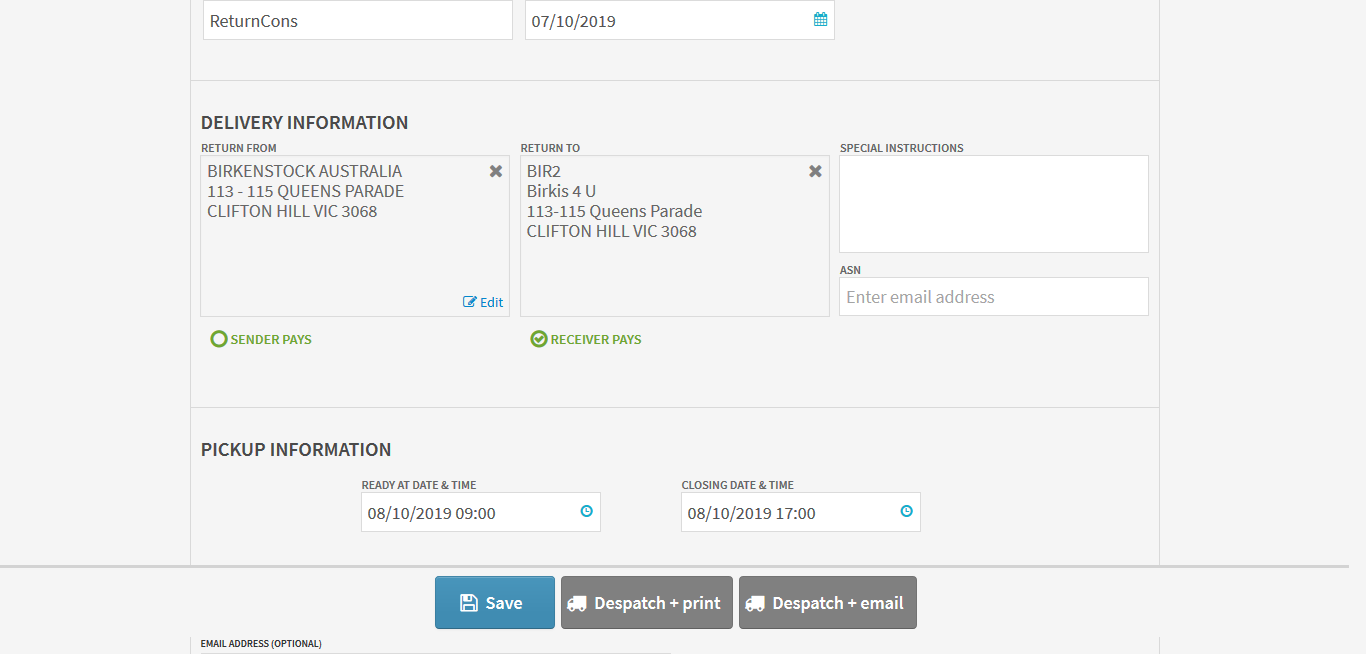 ReturnCons
07/10/2019
DELIVERY INFORMATION
RETURN FROM
BIRKENSTOCK AUSTRALIA
113 - 115 QUEENS PARADE
CLIFTON HILL VIC 3068
Edit
SENDER PAYS
RETURN TO
BIR2
Birkis 4 U
113-115 Queens Parade
CLIFTON HILL VIC 3068
RECEIVER PAYS
SPECIAL INSTRUCTIONS
ASN
Enter email address
PICKUP INFORMATION
READY AT DATE & TIME
08/10/2019 09:00
CLOSING DATE & TIME
08/10/2019 17:00
Save
Despatch + print
Despatch + email
EMAIL ADDRESS (OPTIONAL)